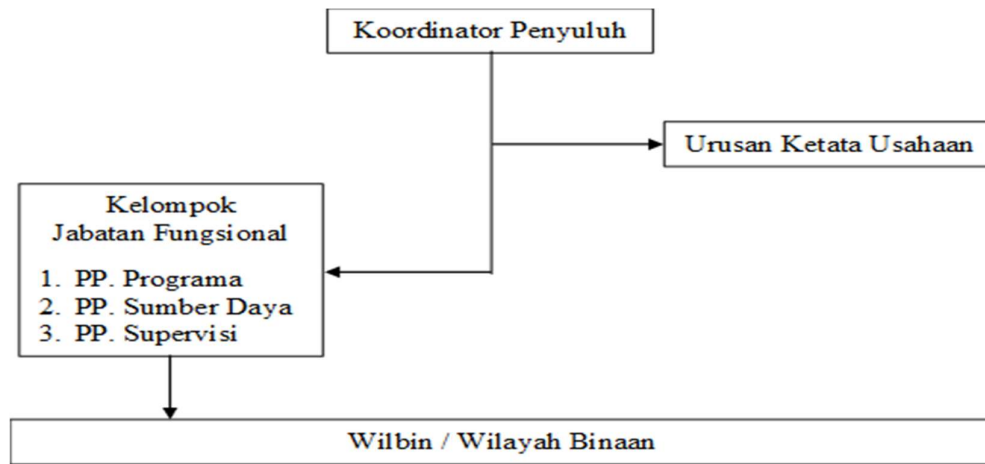 Koordinator Penyuluh
Urusan Ketata Usahaan
Kelompok
Jabatan Fungsional
1. PP. Programa
2. PP. Sumber Daya
3. PP. Supervisi
Wilbin / Wilayah Binaan